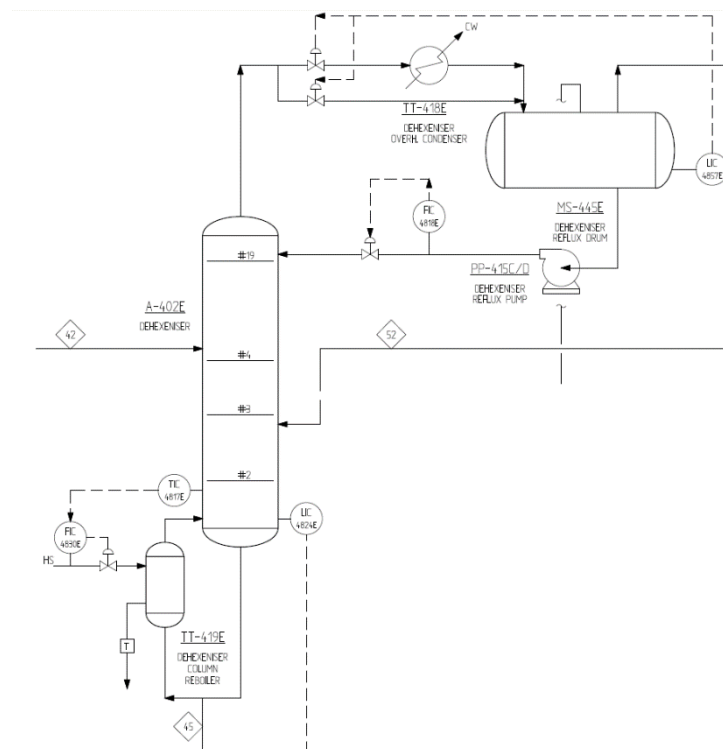 CW
TT-418E
DEHEXENISER
OVERH. CONDENSER
LIC
4857E
FIC
4818E
MS-445E
DEHEXENISER
REFLUX DRUM
#19
PP-415C/D
DEHEXENISER
REFLUX PUMP
A-402E
DEHEXENISER
42
52
#4
#3
#2
TIC
4817E
LIC
4824E
FIC
4830E
HS
T
TT-419E
DEHEXENISER
COLUMN
REBOILER
45